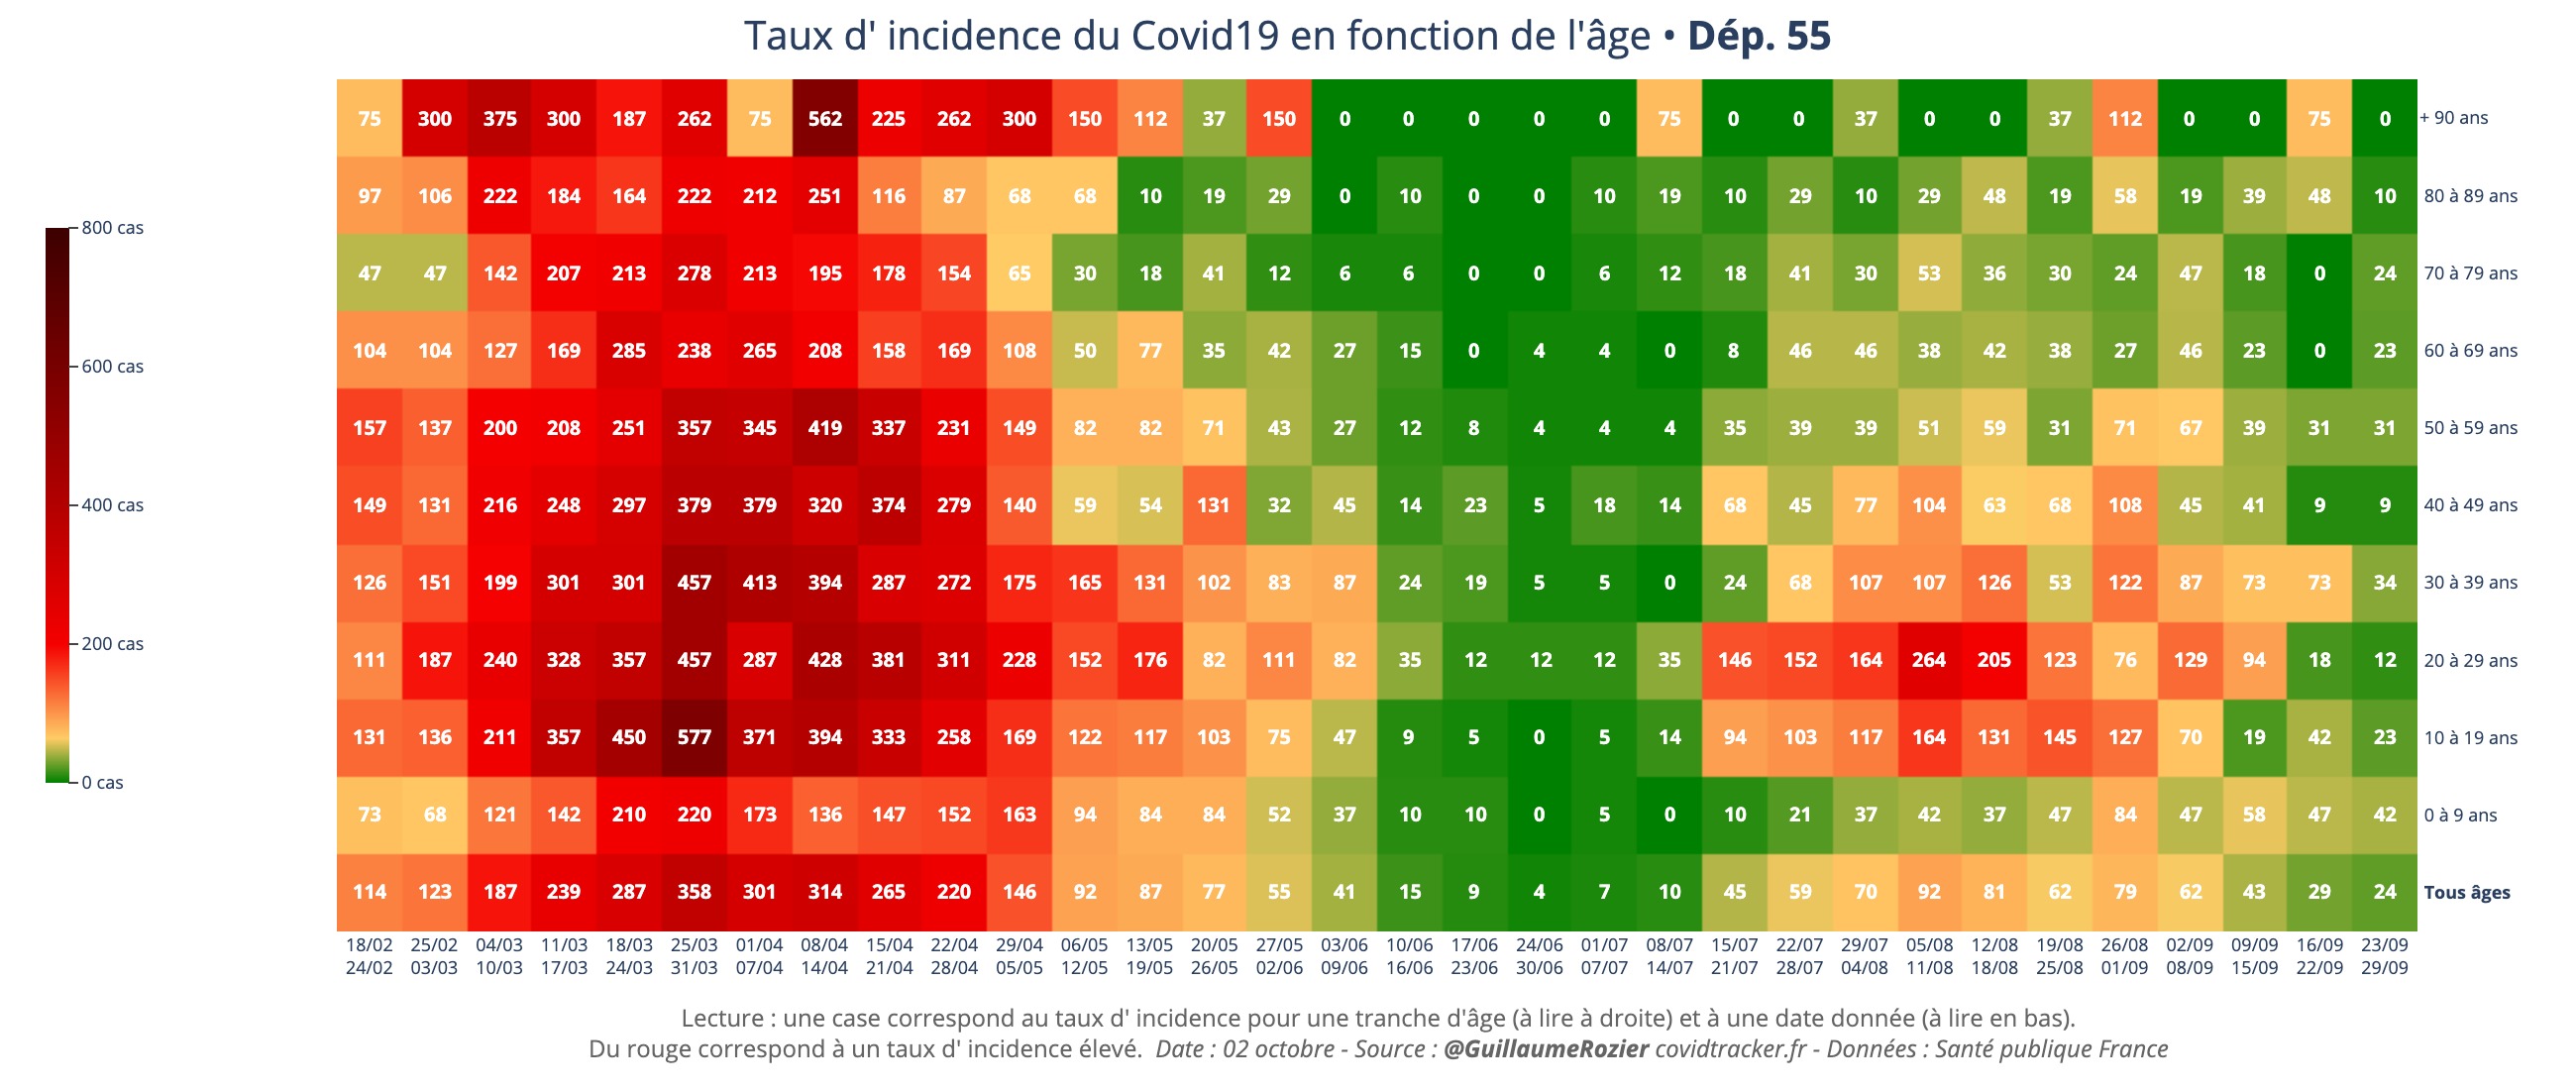 Taux d' incidence du Covid19 en fonction de l'âge • Dép. 55
75 300 375 300 187 262 75 562 225 262 300 150 112 37 150 0 0 0 0 0 75 0 0 37 0 0 37 112 0 0 75 0 + 90 ans
97 106 222 184 164 222 212 251 116 87 68 68 10 19 29 0 10 0 0 10 19 10 29 10 29 48 19 58 19 39 48 10 80 à 89 ans
800 cas
47 47 142 207 213 278 213 195 178 154 65 30 18 41 12 6 6 0 0 6 12 18 41 30 53 36 30 24 47 18 0 24 70 à 79 ans
104 104 127 169 285 238 265 208 158 169 108 50 77 35 42 27 15 0 4 4 0 8 46 46 38 42 38 27 46 23 0 23 60 à 69 ans
600 cas
157 137 200 208 251 357 345 419 337 231 149 82 82 71 43 27 12 8 4 4 4 35 39 39 51 59 31 71 67 39 31 31 50 à 59 ans
400 cas
149 131 216 248 297 379 379 320 374 279 140 59 54 131 32 45 14 23 5 18 14 68 45 77 104 63 68 108 45 41 9 9 40 à 49 ans
126 151 199 301 301 457 413 394 287 272 175 165 131 102 83 87 24 19 5 5 0 24 68 107 107 126 53 122 87 73 73 34 30 à 39 ans
200 cas
111 187 240 328 357 457 287 428 381 311 228 152 176 82 111 82 35 12 12 12 35 146 152 164 264 205 123 76 129 94 18 12 20 à 29 ans
131 136 211 357 450 577 371 394 333 258 169 122 117 103 75 47 9 5 0 5 14 94 103 117 164 131 145 127 70 19 42 23 10 à 19 ans
0 cas
73 68 121 142 210 220 173 136 147 152 163 94 84 84 52 37 10 10 0 5 0 10 21 37 42 37 47 84 47 58 47 42 0 à 9 ans
114 123 187 239 287 358 301 314 265 220 146 92 87 77 55 41 15 9 4 7 10 45 59 70 92 81 62 79 62 43 29 24 Tous âges
18/02 25/02 04/03 11/03 18/03 25/03 01/04 08/04 15/04 22/04 29/04 06/05 13/05 20/05 27/05 03/06 10/06 17/06 24/06 01/07 08/07 15/07 22/07 29/07 05/08 12/08 19/08 26/08 02/09 09/09 16/09 23/09
24/02 03/03 10/03 17/03 24/03 31/03 07/04 14/04 21/04 28/04 05/05 12/05 19/05 26/05 02/06 09/06 16/06 23/06 30/06 07/07 14/07 21/07 28/07 04/08 11/08 18/08 25/08 01/09 08/09 15/09 22/09 29/09
Lecture : une case correspond au taux d' incidence pour une tranche d'âge (à lire à droite) et à une date donnée (à lire en bas).
Du rouge correspond à un taux d' incidence élevé. Date : 02 octobre - Source : @GuillaumeRozier covidtracker.fr - Données : Santé publique France